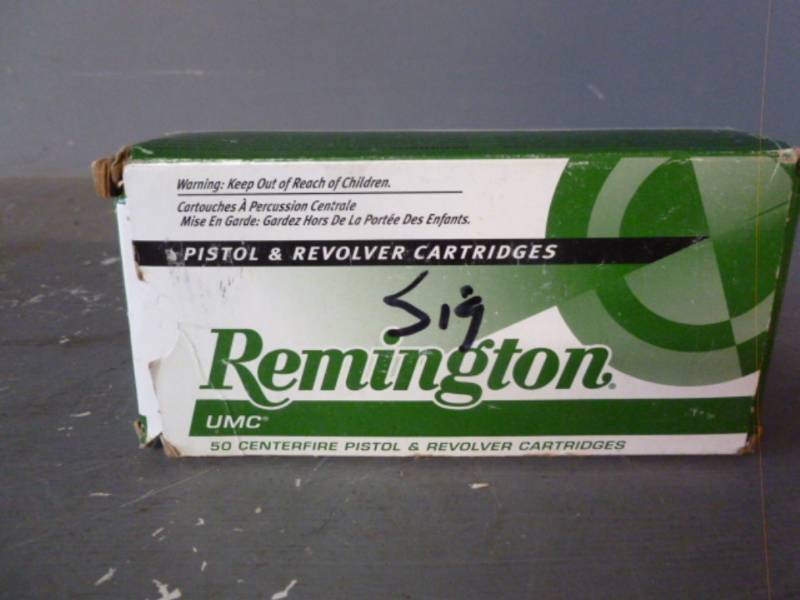 Warning: Keep Out of Reach of Children.
Cartouches À Percussion Centrale
Mise En Garde: Gardez Hors De La Portée Des Enfants.
PISTOL & REVOLVER CARTRIDGES
Sig
Remington®
UMC®
50 CENTERFIRE PISTOL & REVOLVER CARTRIDGES